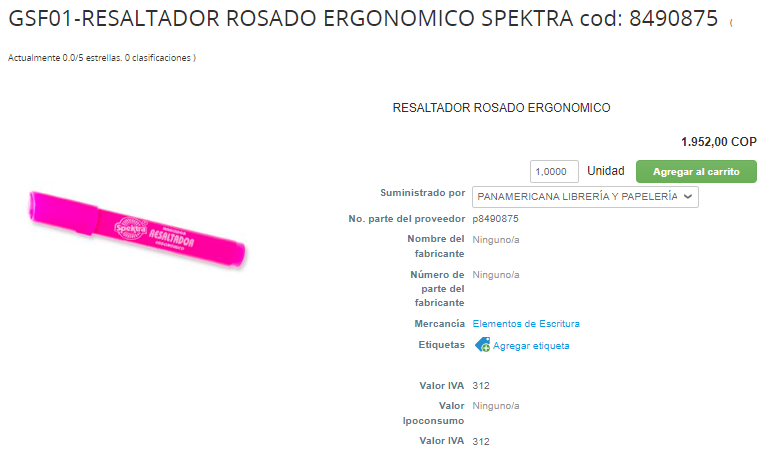 GSF01-RESALTADOR ROSADO ERGONOMICO SPEKTRA cod: 8490875 (
Actualmente 0.0/5 estrellas. 0 clasificaciones )
RESALTADOR ROSADO ERGONOMICO
1.952,00 COP
1,0000 Unidad Agregar al carrito
Suministrado por PANAMERICANA LIBRERÍA Y PAPELERÍA
No. parte del proveedor p8490875
Nombre del Ninguno/a
fabricante
Número de Ninguno/a
parte del
fabricante
Mercancía Elementos de Escritura
Etiquetas Agregar etiqueta
Spektra RESALTADOR
ERGONOMICO
Valor IVA 312
Valor Ninguno/a
Ipoconsumo
Valor IVA 312